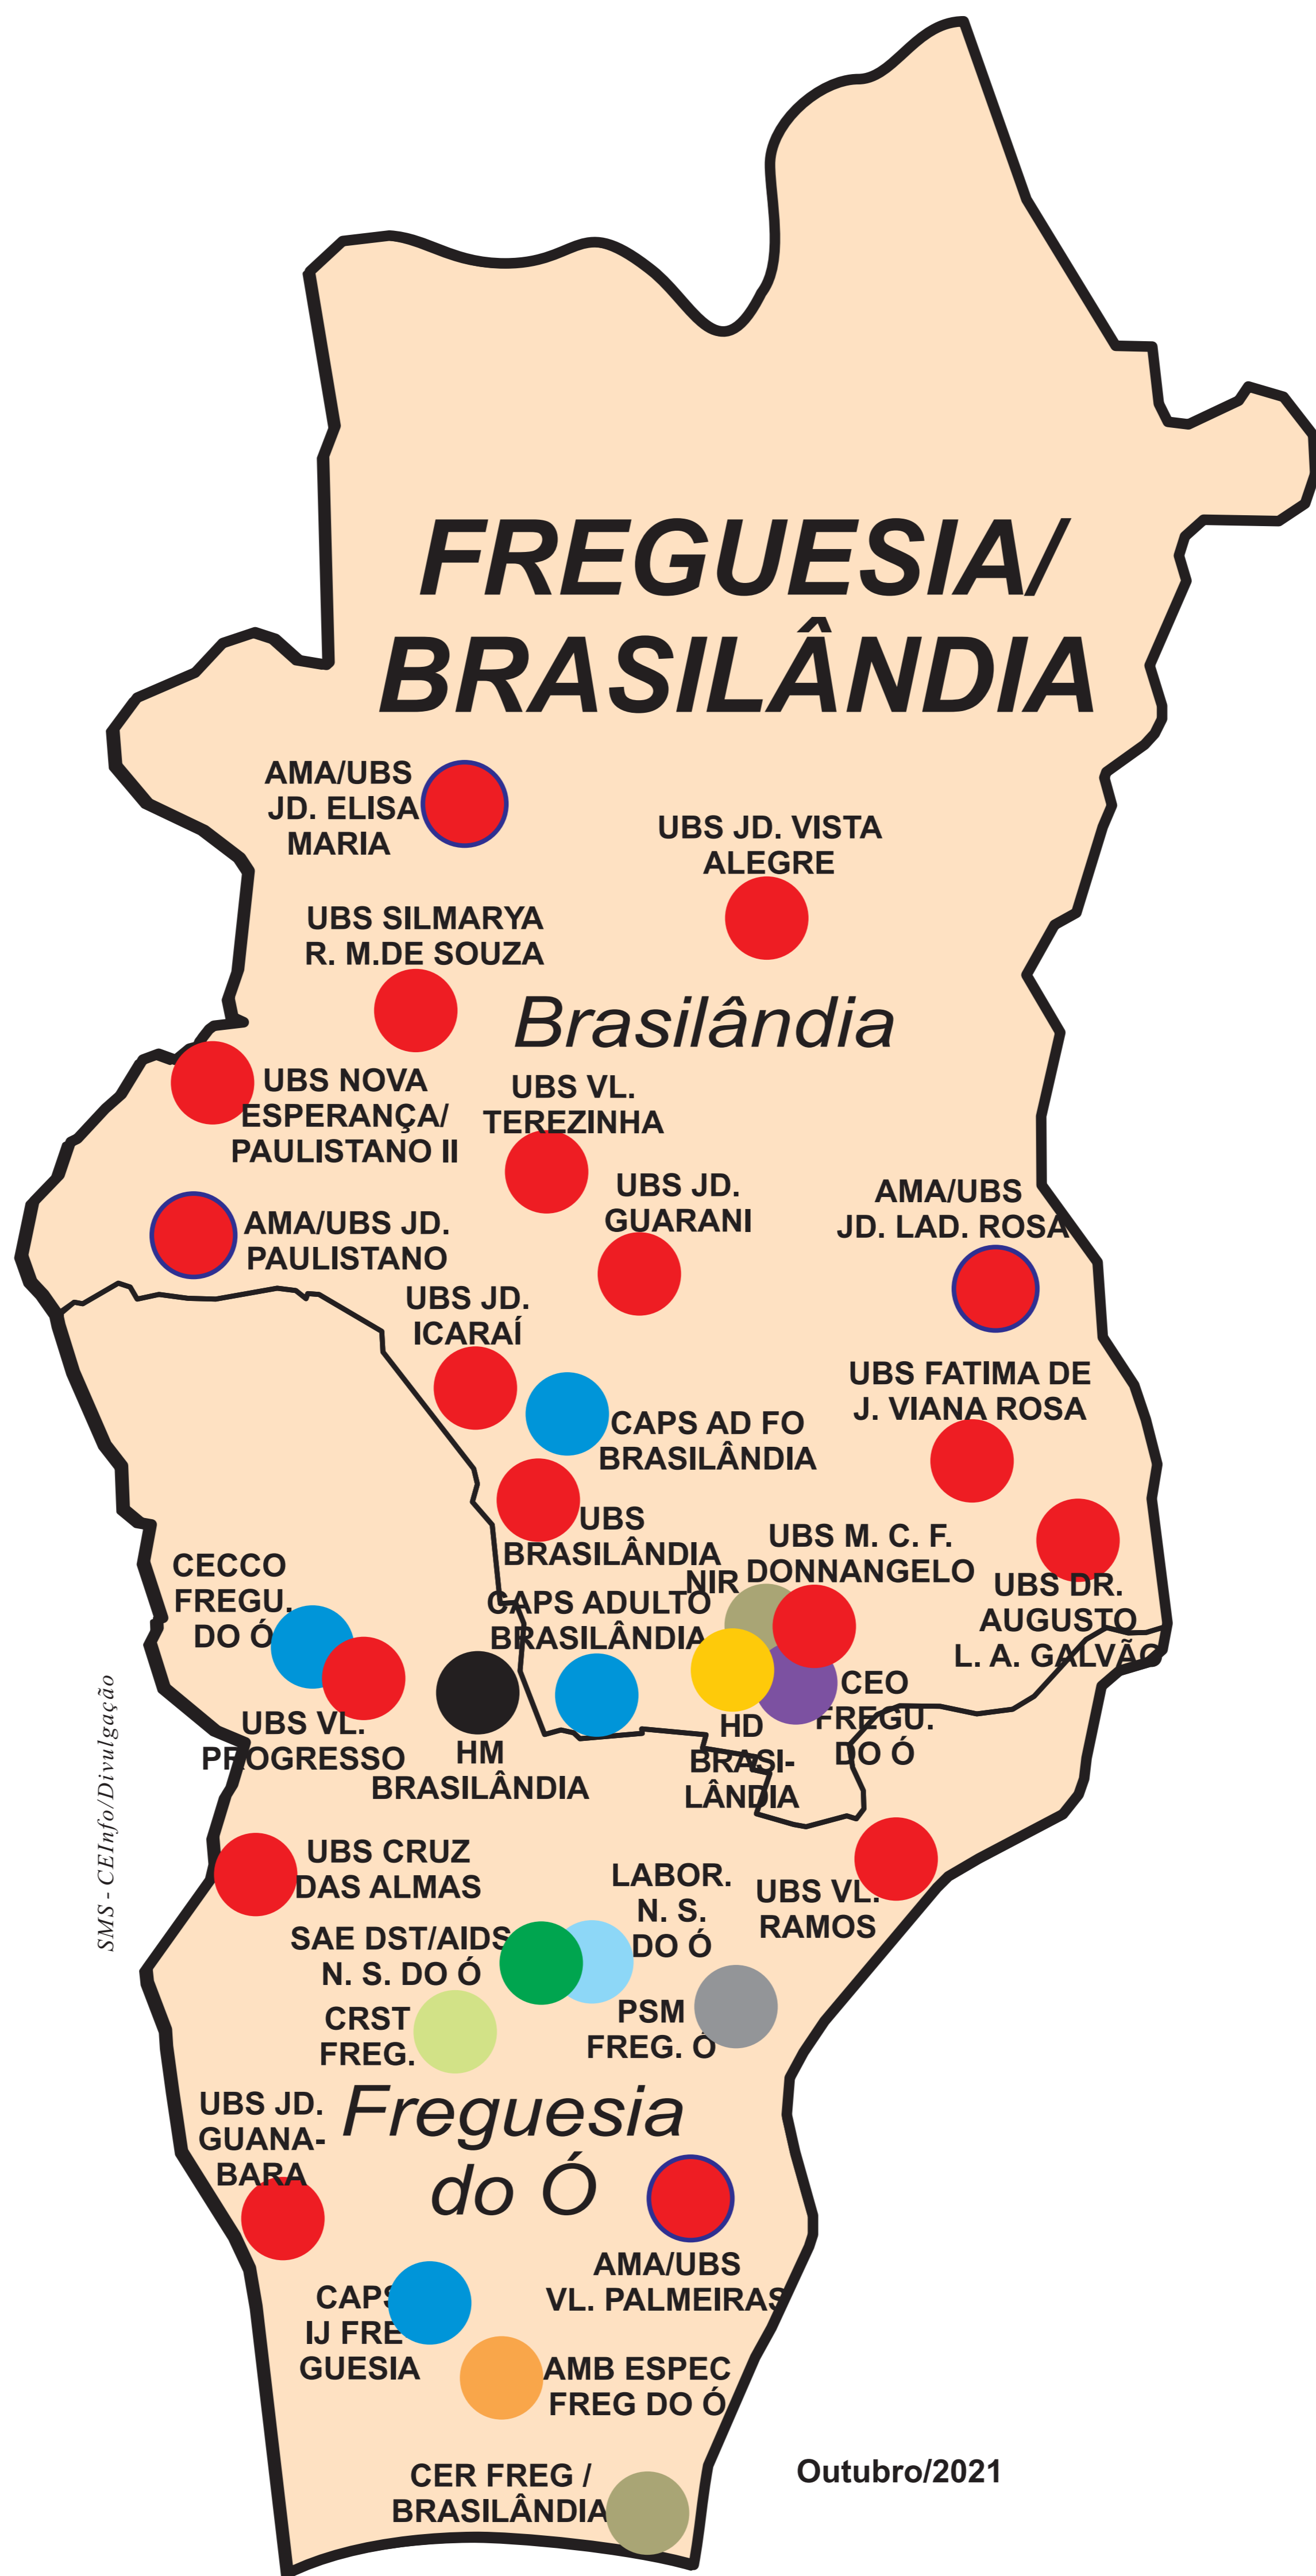 FREGUESIA/
BRASILÂNDIA
AMA/UBS
JD. ELISA
MARIA
UBS JD. VISTA
ALEGRE
UBS SILMARYA
R. M.DE SOUZA
Brasilândia
UBS NOVA
ESPERANÇA/
PAULISTANO II
UBS VL.
TEREZINHA
UBS JD.
GUARANI
AMA/UBS
JD. LAD. ROSA
AMA/UBS JD.
PAULISTANO
UBS JD.
ICARAÍ
UBS FATIMA DE
J. VIANA ROSA
CAPS AD FO
BRASILÂNDIA
UBS
BRASILÂNDIA
UBS M. C. F.
DONNANGELO
NIR
UBS DR.
AUGUSTO
L. A. GALVÃO
CECCO
FREGU.
DO Ó
CAPS ADULTO
BRASILÂNDIA
CEO
FREGU.
DO Ó
UBS VL.
PROGRESSO
HM
BRASILÂNDIA
HD
BRASI-
LÂNDIA
SMS - CEInfo/Divulgação
UBS CRUZ
DAS ALMAS
LABOR.
N. S.
DO Ó
UBS VL.
RAMOS
SAE DST/AIDS
N. S. DO Ó
CRST
FREG.
PSM
FREG. Ó
UBS JD.
GUANA-
BARA
Freguesia
do Ó
AMA/UBS
VL. PALMEIRAS
CAPS
IJ FRE
GUESIA
AMB ESPEC
FREG DO Ó
CER FREG /
BRASILÂNDIA
Outubro/2021